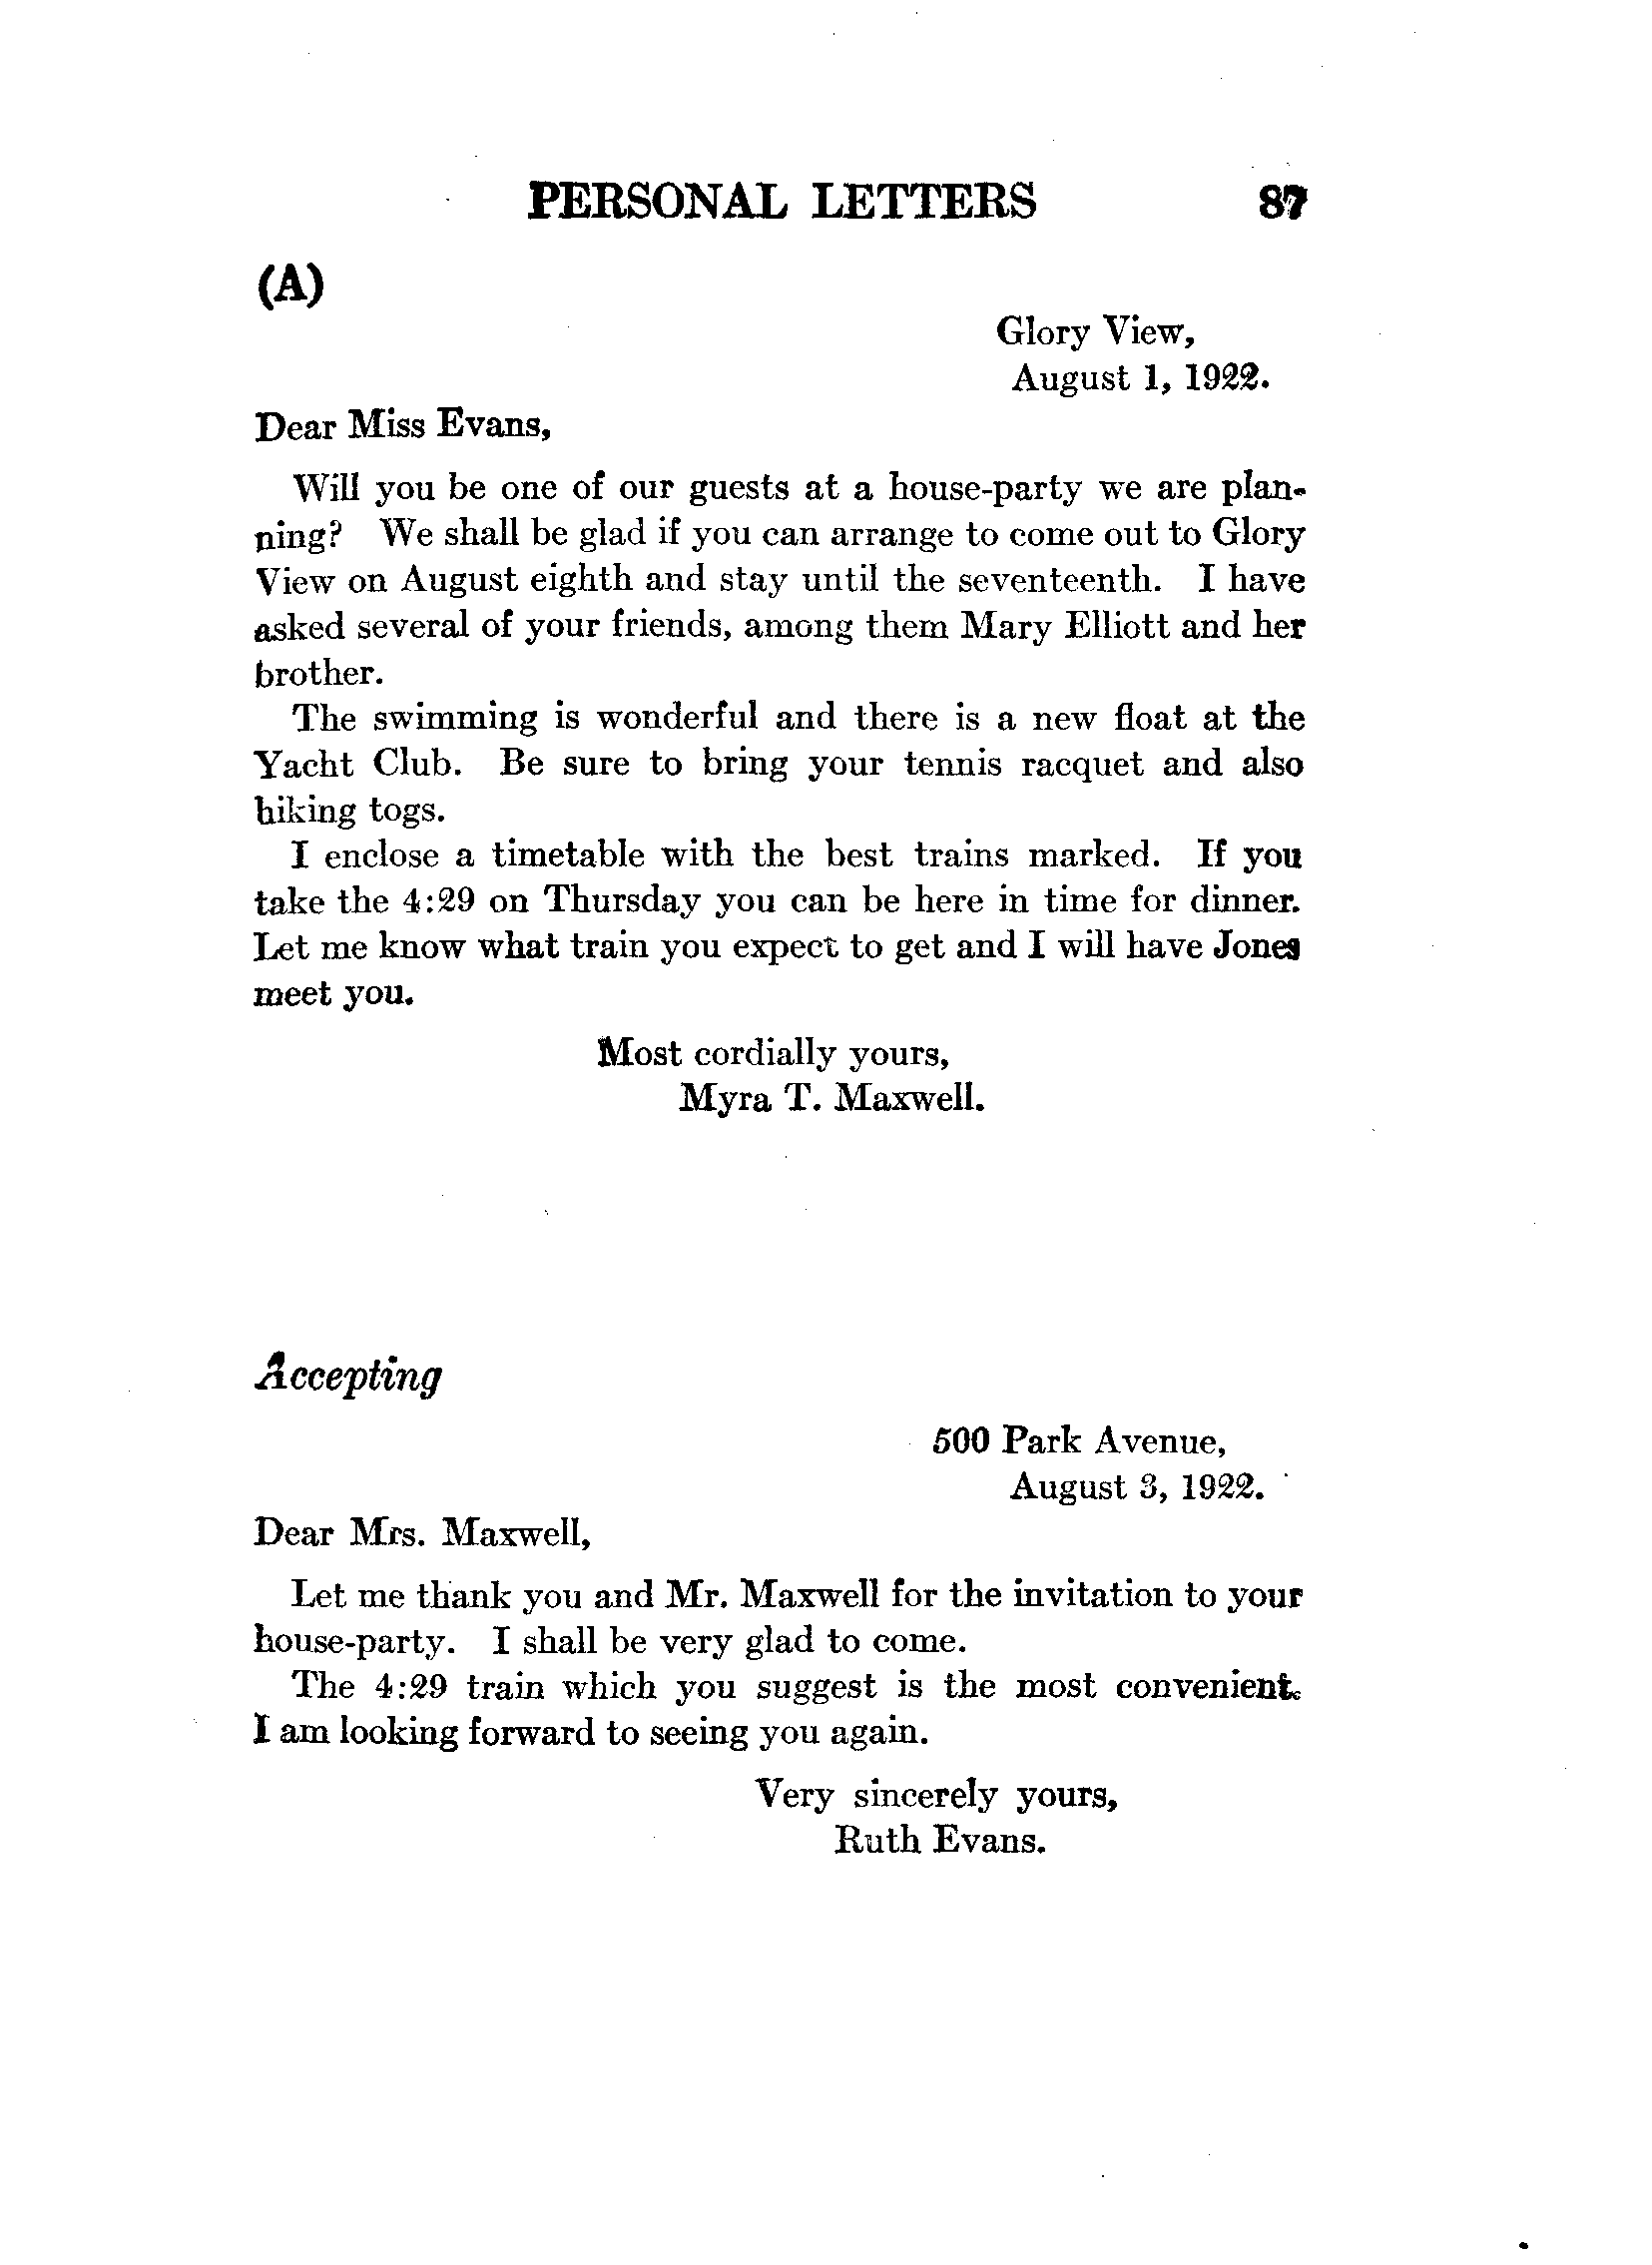 PERSONAL LETTERS 87
(A)
Glory View,
August 1, 1922.
Dear Miss Evans,
Will you be one of our guests at a house-party we are plan-
ning? We shall be glad if you can arrange to come out to Glory
View on August eighth and stay until the seventeenth. I have
asked several of your friends, among them Mary Elliott and her
brother.
The swimming is wonderful and there is a new float at the
Yacht Club. Be sure to bring your tennis racquet and also
hiking togs.
I enclose a timetable with the best trains marked. If you
take the 4:29 on Thursday you can be here in time for dinner.
Let me know what train you expect to get and I will have Jones
meet you.
Most cordially yours,
Myra T. Maxwell.
Accepting
500 Park Avenue,
August 3, 1922.
Dear Mrs. Maxwell,
Let me thank you and Mr. Maxwell for the invitation to your
house-party. I shall be very glad to come.
The 4:29 train which you suggest is the most convenient.
I am looking forward to seeing you again.
Very sincerely yours,
Ruth Evans.